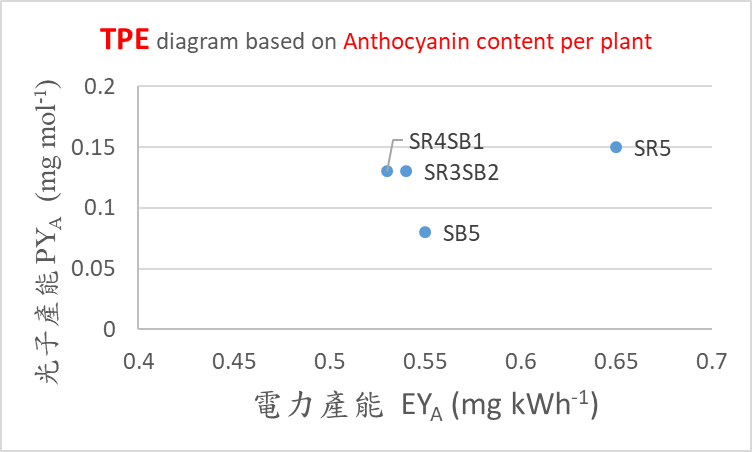 TPE diagram based on Anthocyanin content per plant
光子產能 PY_A (mg mol⁻¹)
0.2
0.15
0.1
0.05
0
SR4SB1
SR5
SR3SB2
SB5
0.4 0.45 0.5 0.55 0.6 0.65 0.7
電力產能 EY_A (mg kWh⁻¹)